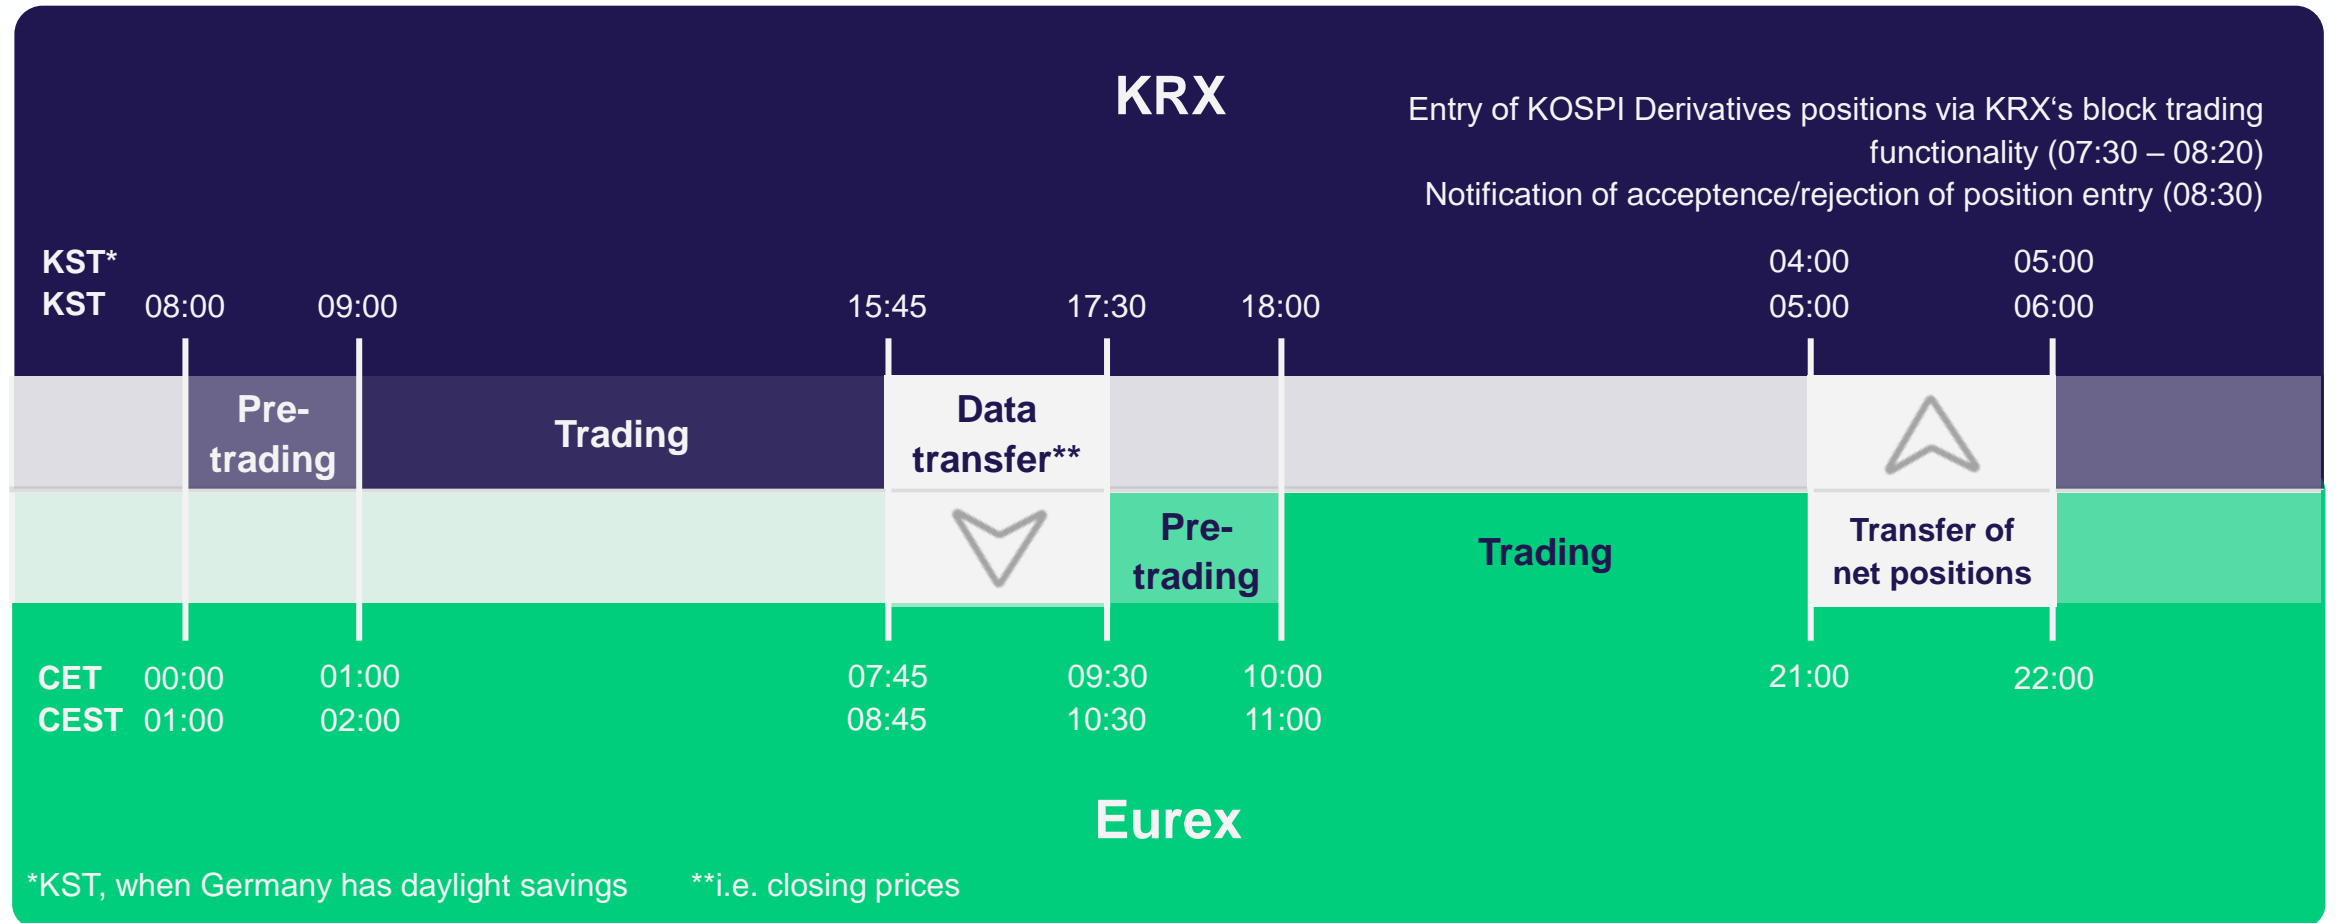 KRX
Entry of KOSPI Derivatives positions via KRX‘s block trading
functionality (07:30 – 08:20)
Notification of acceptence/rejection of position entry (08:30)
KST* 04:00 05:00
KST 08:00 09:00 15:45 17:30 18:00 05:00 06:00
Pre-
trading
Trading
Data
transfer**
Pre-
trading
Trading
Transfer of
net positions
CET 00:00 01:00 07:45 09:30 10:00 21:00 22:00
CEST 01:00 02:00 08:45 10:30 11:00
Eurex
*KST, when Germany has daylight savings **i.e. closing prices